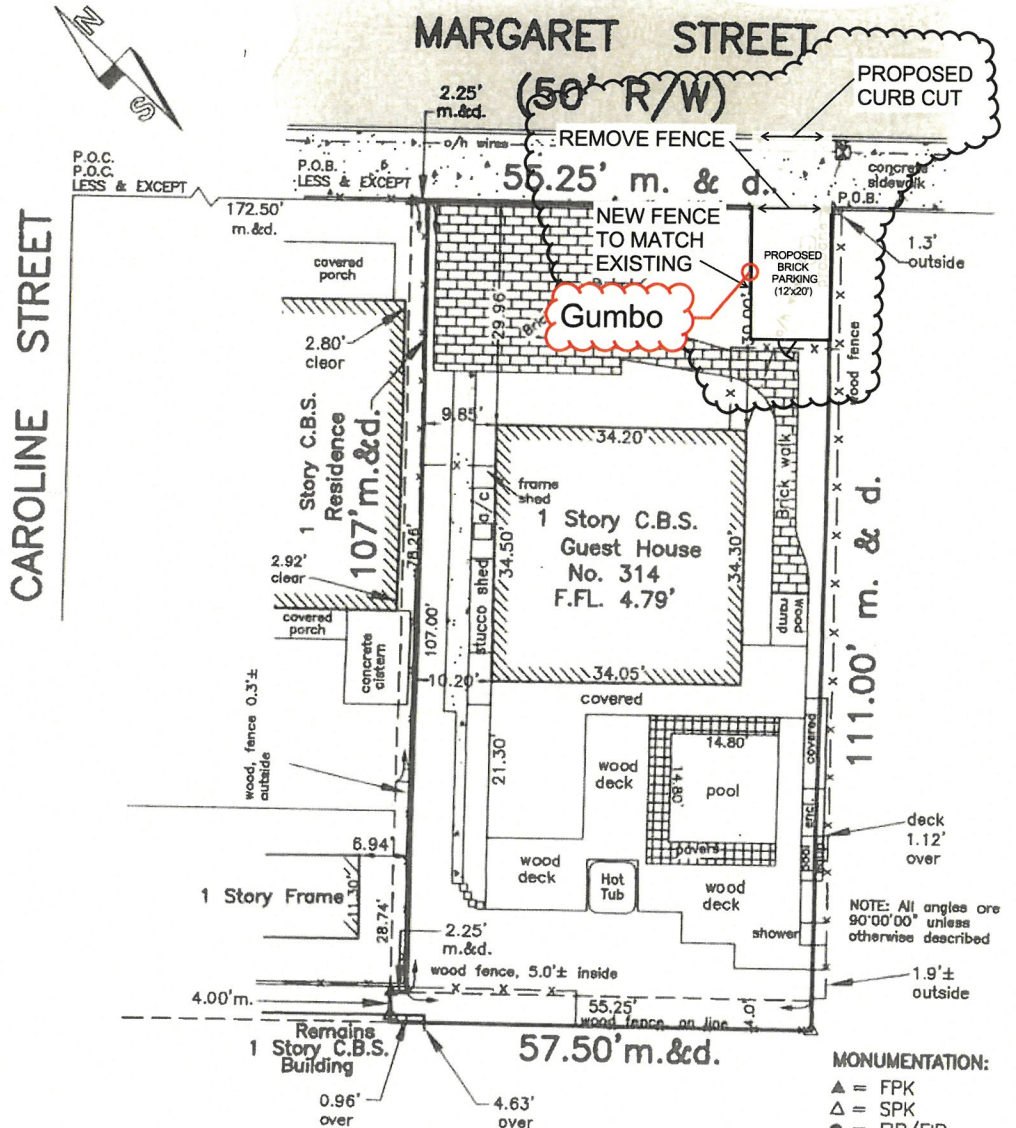 MARGARET STREET
(50' R/W)
N
S
2.25'
m.&d.
PROPOSED
CURB CUT
REMOVE FENCE
o/h wires
P.O.C.
P.O.C.
LESS & EXCEPT
P.O.B.
LESS & EXCEPT
55.25' m. & d.
concrete
sidewalk
P.O.B.
172.50'
m.&d.
NEW FENCE
TO MATCH
EXISTING
PROPOSED
BRICK
PARKING
(12'x20')
1.3'
outside
covered
porch
29.96'
Gumbo
30.00'
wood fence
CAROLINE STREET
2.80'
clear
1 Story C.B.S.
Residence
107' m.&d.
9.85'
34.20'
frame
shed
a/c
1 Story C.B.S.
Guest House
No. 314
F.FL. 4.79'
34.50'
34.30'
Brick walk
78.26'
2.92'
clear
covered
porch
concrete
cistern
stucco shed
wood
ramp
107.00'
10.20'
34.05'
covered
111.00' m. & d.
wood, fence 0.3'±
outside
21.30'
wood
deck
14.80'
14.80'
pool
pavers
covered
encl.
pool
deck
1.12'
over
6.94'
1 Story Frame
11.30'
28.74'
wood
deck
Hot
Tub
wood
deck
shower
NOTE: All angles are
90°00'00" unless
otherwise described
2.25'
m.&d.
wood fence, 5.0'± inside
1.9'±
outside
4.00'm.
55.25'
wood fence on line
4.0'
57.50' m.&d.
Remains
1 Story C.B.S.
Building
0.96'
over
4.63'
over
MONUMENTATION:
▲ = FPK
△ = SPK